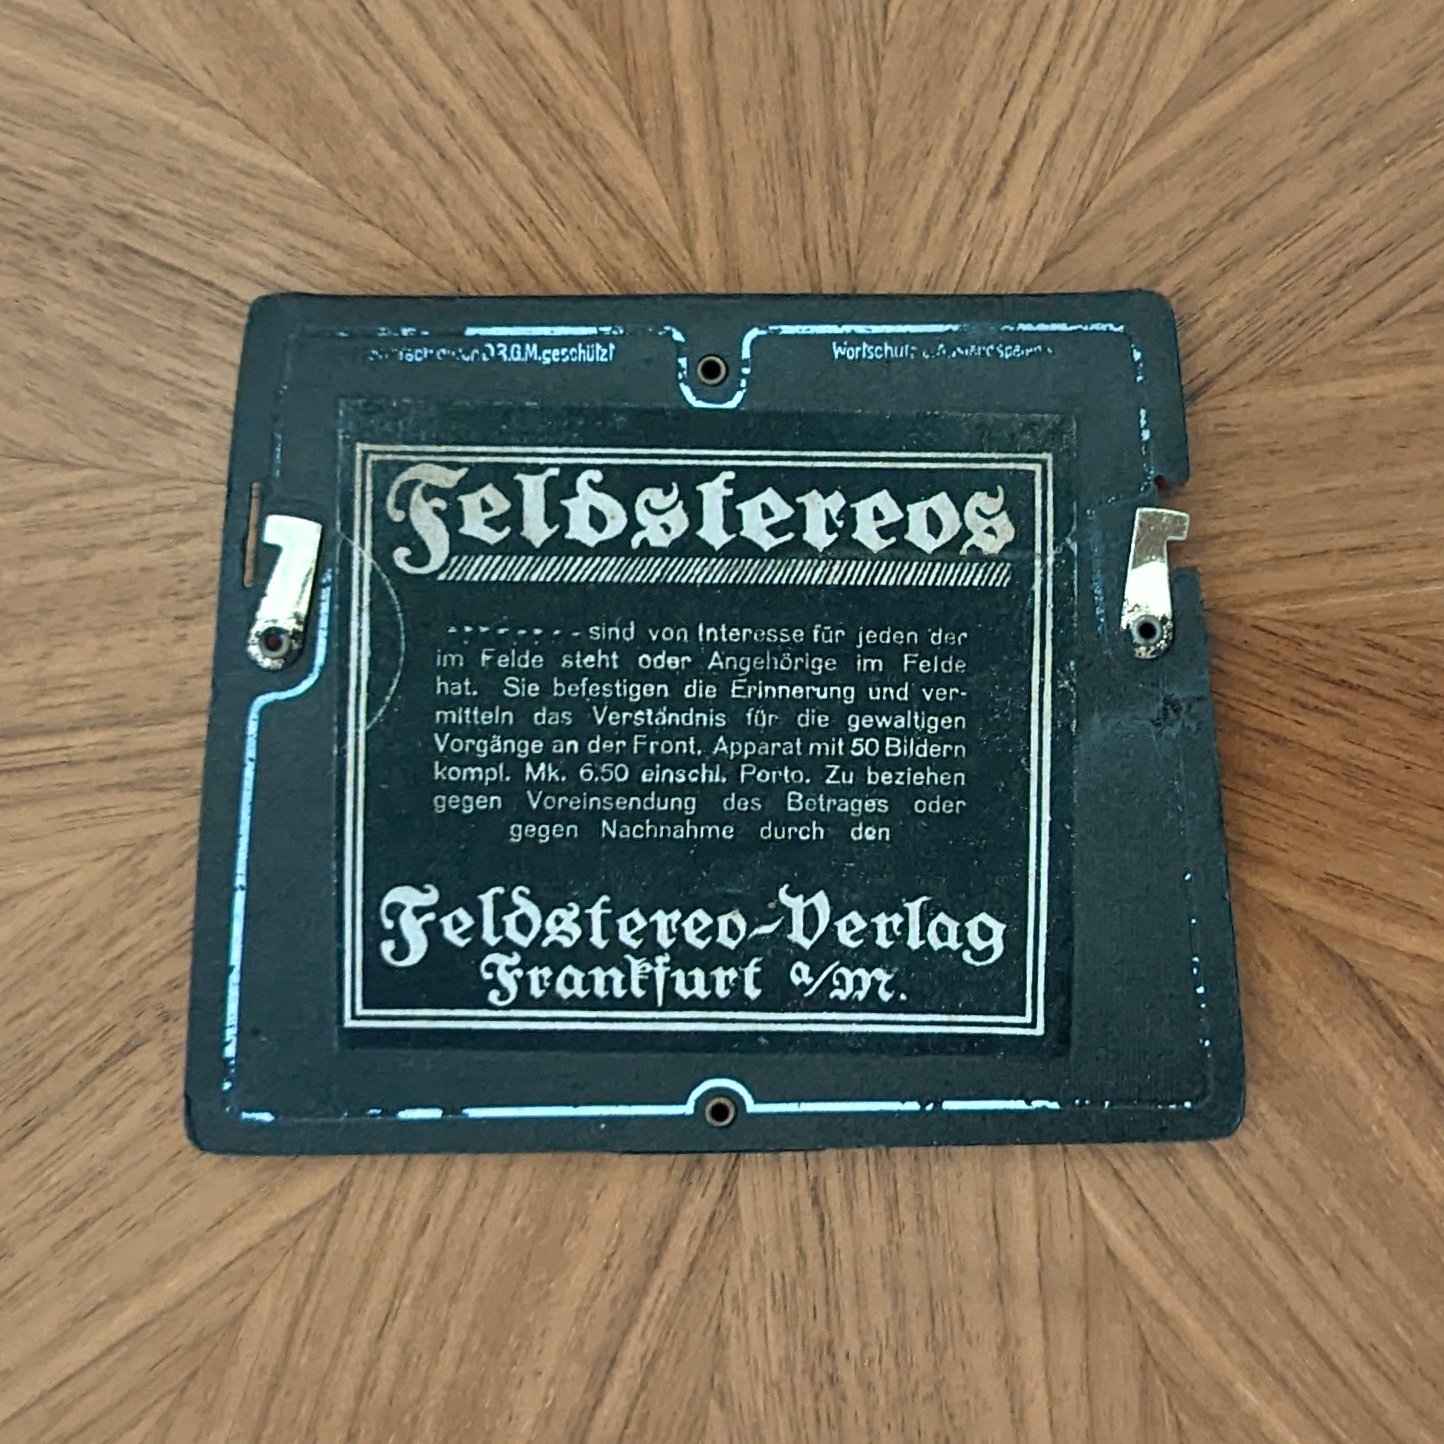 D.R.G.M. geschützt
Wortschutz
Feldstereos
sind von Interesse für jeden der
im Felde steht oder Angehörige im Felde
hat. Sie befestigen die Erinnerung und ver-
mitteln das Verständnis für die gewaltigen
Vorgänge an der Front. Apparat mit 50 Bildern
kompl. Mk. 6.50 einschl. Porto. Zu beziehen
gegen Voreinsendung des Betrages oder
gegen Nachnahme durch den
Feldstereo-Verlag
Frankfurt a/M.